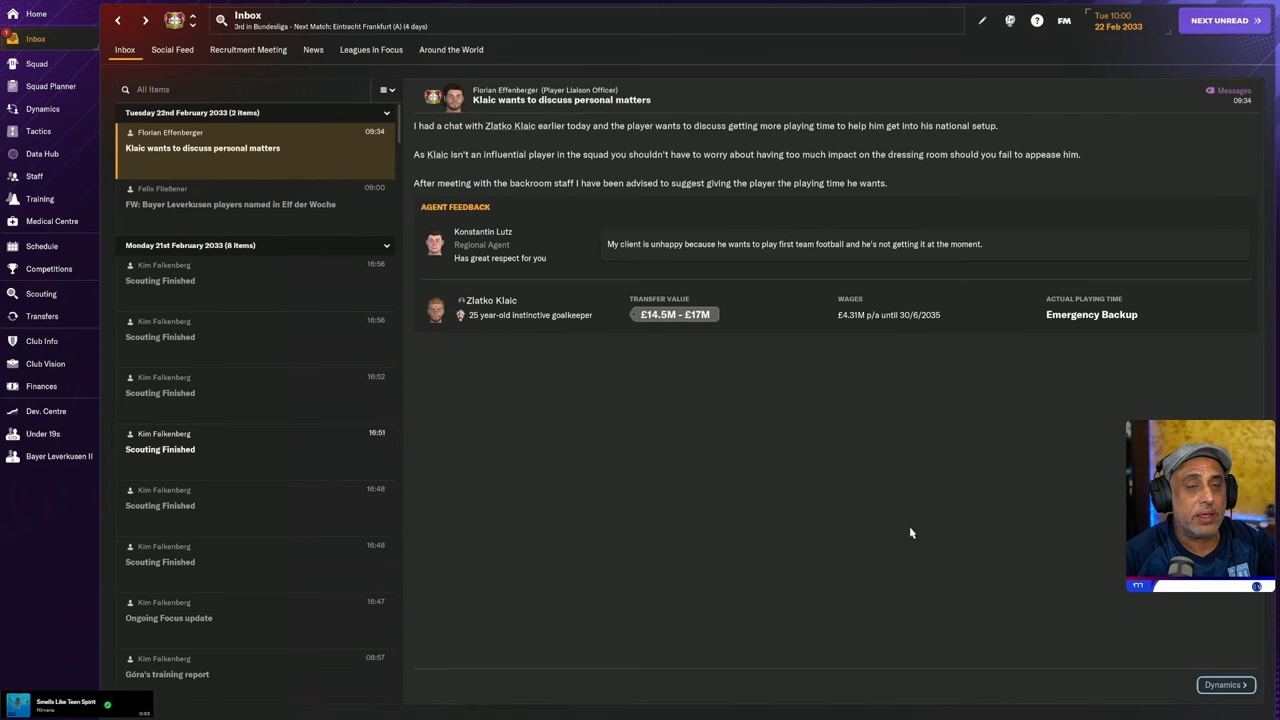 Home
Inbox
1
Squad
Squad Planner
Dynamics
Tactics
Data Hub
Staff
Training
Medical Centre
Schedule
Competitions
Scouting
Transfers
Club Info
Club Vision
Finances
Dev. Centre
Under 19s
Bayer Leverkusen II
Inbox
3rd in Bundesliga - Next Match: Eintracht Frankfurt (A) (4 days)
FM
Tue 10:00
22 Feb 2033
NEXT UNREAD
Inbox
Social Feed
Recruitment Meeting
News
Leagues in Focus
Around the World
All Items
Tuesday 22nd February 2033 (2 items)
Florian Effenberger 09:34
Klaic wants to discuss personal matters
Felix Fließener 09:00
FW: Bayer Leverkusen players named in Elf der Woche
Monday 21st February 2033 (8 items)
Kim Falkenberg 16:56
Scouting Finished
Kim Falkenberg 16:56
Scouting Finished
Kim Falkenberg 16:52
Scouting Finished
Kim Falkenberg 16:51
Scouting Finished
Kim Falkenberg 16:48
Scouting Finished
Kim Falkenberg 16:48
Scouting Finished
Kim Falkenberg 16:47
Ongoing Focus update
Kim Falkenberg 08:57
Góra's training report
Florian Effenberger (Player Liaison Officer)
Klaic wants to discuss personal matters
Messages
09:34
I had a chat with Zlatko Klaic earlier today and the player wants to discuss getting more playing time to help him get into his national setup.
As Klaic isn't an influential player in the squad you shouldn't have to worry about having too much impact on the dressing room should you fail to appease him.
After meeting with the backroom staff I have been advised to suggest giving the player the playing time he wants.
AGENT FEEDBACK
Konstantin Lutz
Regional Agent
Has great respect for you
My client is unhappy because he wants to play first team football and he's not getting it at the moment.
Zlatko Klaic
25 year-old instinctive goalkeeper
TRANSFER VALUE
£14.5M - £17M
WAGES
£4.31M p/a until 30/6/2035
ACTUAL PLAYING TIME
Emergency Backup
Dynamics
Smells Like Teen Spirit
Nirvana